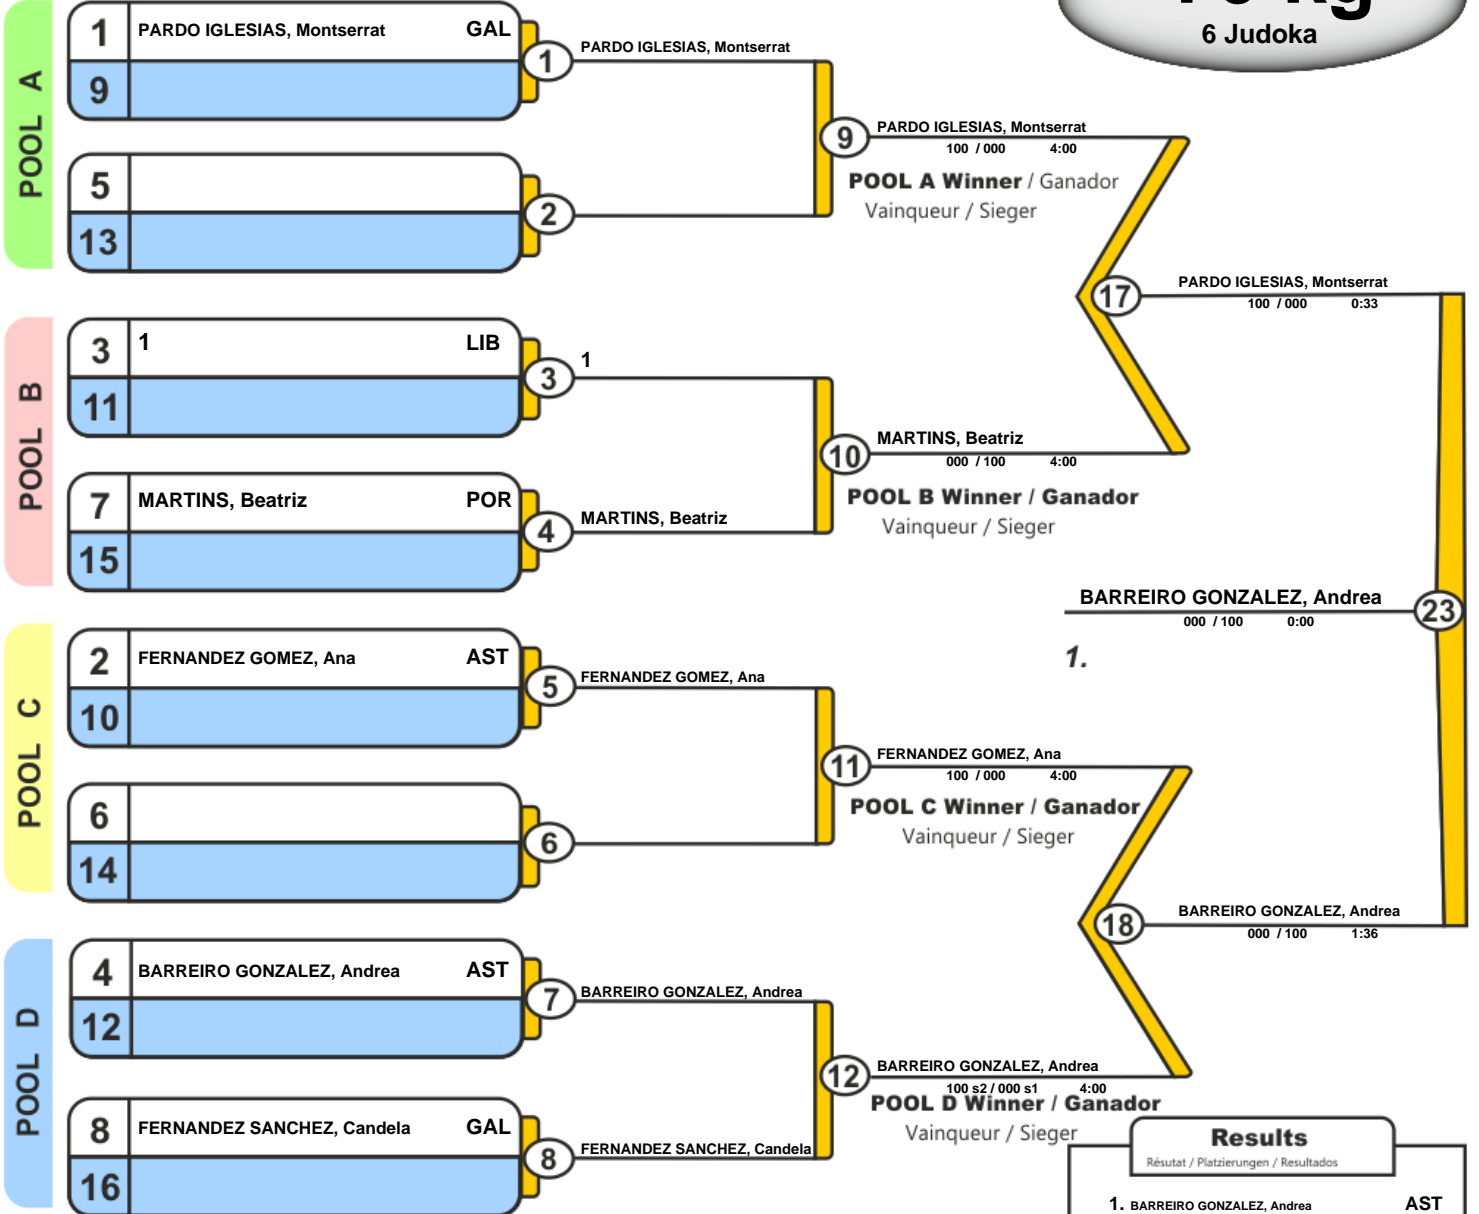 6 Judoka
POOL A
1 PARDO IGLESIAS, Montserrat GAL
9
5
13
1 PARDO IGLESIAS, Montserrat
2
9 PARDO IGLESIAS, Montserrat
100 / 000 4:00
POOL A Winner / Ganador
Vainqueur / Sieger
17 PARDO IGLESIAS, Montserrat
100 / 000 0:33
POOL B
3 1 LIB
11
7 MARTINS, Beatriz POR
15
3 1
4 MARTINS, Beatriz
10 MARTINS, Beatriz
000 / 100 4:00
POOL B Winner / Ganador
Vainqueur / Sieger
BARREIRO GONZALEZ, Andrea 23
000 / 100 0:00
1.
POOL C
2 FERNANDEZ GOMEZ, Ana AST
10
6
14
5 FERNANDEZ GOMEZ, Ana
6
11 FERNANDEZ GOMEZ, Ana
100 / 000 4:00
POOL C Winner / Ganador
Vainqueur / Sieger
18 BARREIRO GONZALEZ, Andrea
000 / 100 1:36
POOL D
4 BARREIRO GONZALEZ, Andrea AST
12
8 FERNANDEZ SANCHEZ, Candela GAL
16
7 BARREIRO GONZALEZ, Andrea
8 FERNANDEZ SANCHEZ, Candela
12 BARREIRO GONZALEZ, Andrea
100 s2 / 000 s1 4:00
POOL D Winner / Ganador
Vainqueur / Sieger
Results
Résutat / Platzierungen / Resultados
1. BARREIRO GONZALEZ, Andrea AST